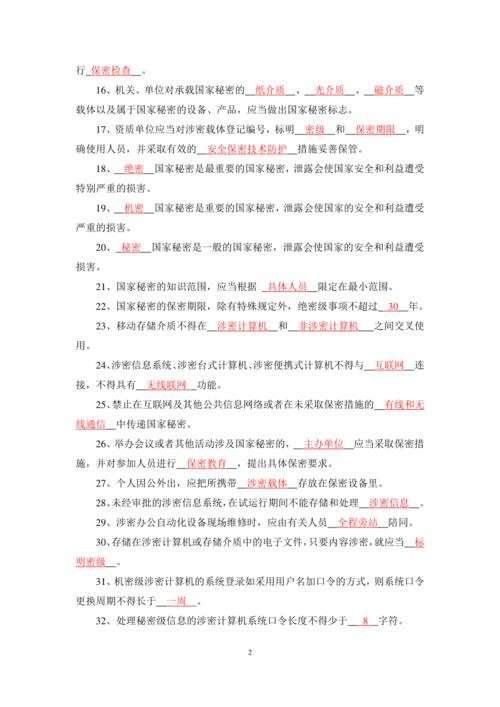 行 保密检查 。
16、机关、单位对承载国家秘密的 纸介质 、 光介质 、 磁介质 等
载体以及属于国家秘密的设备、产品，应当做出国家秘密标志。
17、资质单位应当对涉密载体登记编号，标明 密级 和 保密期限 ，明
确使用人员，并采取有效的 安全保密技术防护 措施妥善保管。
18、 绝密 国家秘密是最重要的国家秘密，泄露会使国家安全和利益遭受
特别严重的损害。
19、 机密 国家秘密是重要的国家秘密，泄露会使国家安全和利益遭受
严重的损害。
20、 秘密 国家秘密是一般的国家秘密，泄露会使国家的安全和利益遭受
损害。
21、国家秘密的知识范围，应当根据 具体人员 限定在最小范围。
22、国家秘密的保密期限，除有特殊规定外，绝密级事项不超过 30 年。
23、移动存储介质不得在 涉密计算机 和 非涉密计算机 之间交叉使
用。
24、涉密信息系统、涉密台式计算机、涉密便携式计算机不得与 互联网 连
接，不得具有 无线联网 功能。
25、禁止在互联网及其他公共信息网络或者在未采取保密措施的 有线和无
线通信 中传递国家秘密。
26、举办会议或者其他活动涉及国家秘密的， 主办单位 应当采取保密措
施，并对参加人员进行 保密教育 ，提出具体保密要求。
27、个人因公外出，应把所携带 涉密载体 存放在保密设备里。
28、未经审批的涉密信息系统，在试运行期间不能存储和处理 涉密信息 。
29、涉密办公自动化设备现场维修时，应由有关人员 全程旁站 陪同。
30、存储在涉密计算机或存储介质中的电子文件，只要内容涉密，就应当 标
明密级 。
31、机密级涉密计算机的系统登录如采用用户名加口令的方式，则系统口令
更换周期不得长于 一周 。
32、处理秘密级信息的涉密计算机系统口令长度不得少于 8 字符。
2